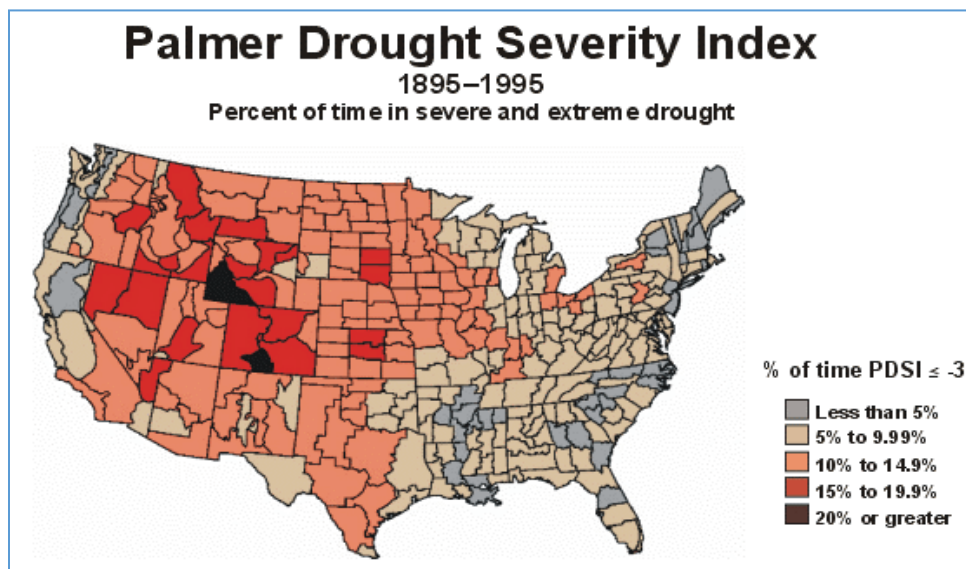 Palmer Drought Severity Index
1895–1995
Percent of time in severe and extreme drought
% of time PDSI ≤ -3
Less than 5%
5% to 9.99%
10% to 14.9%
15% to 19.9%
20% or greater